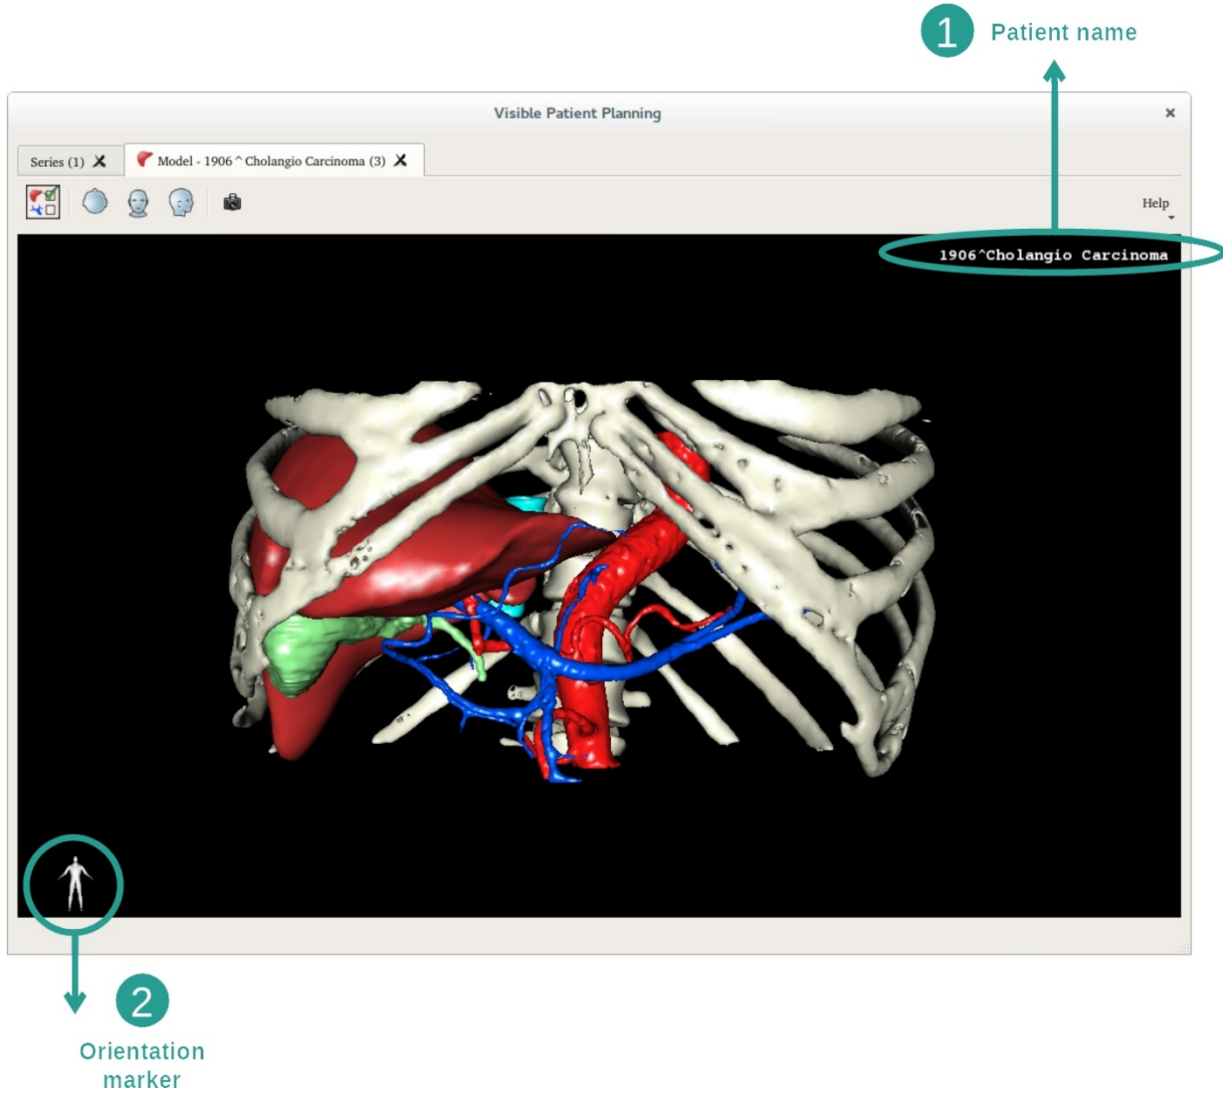 1 Patient name
Visible Patient Planning
Series (1) Model - 1906^Cholangio Carcinoma (3)
Help
1906^Cholangio Carcinoma
2
Orientation
marker